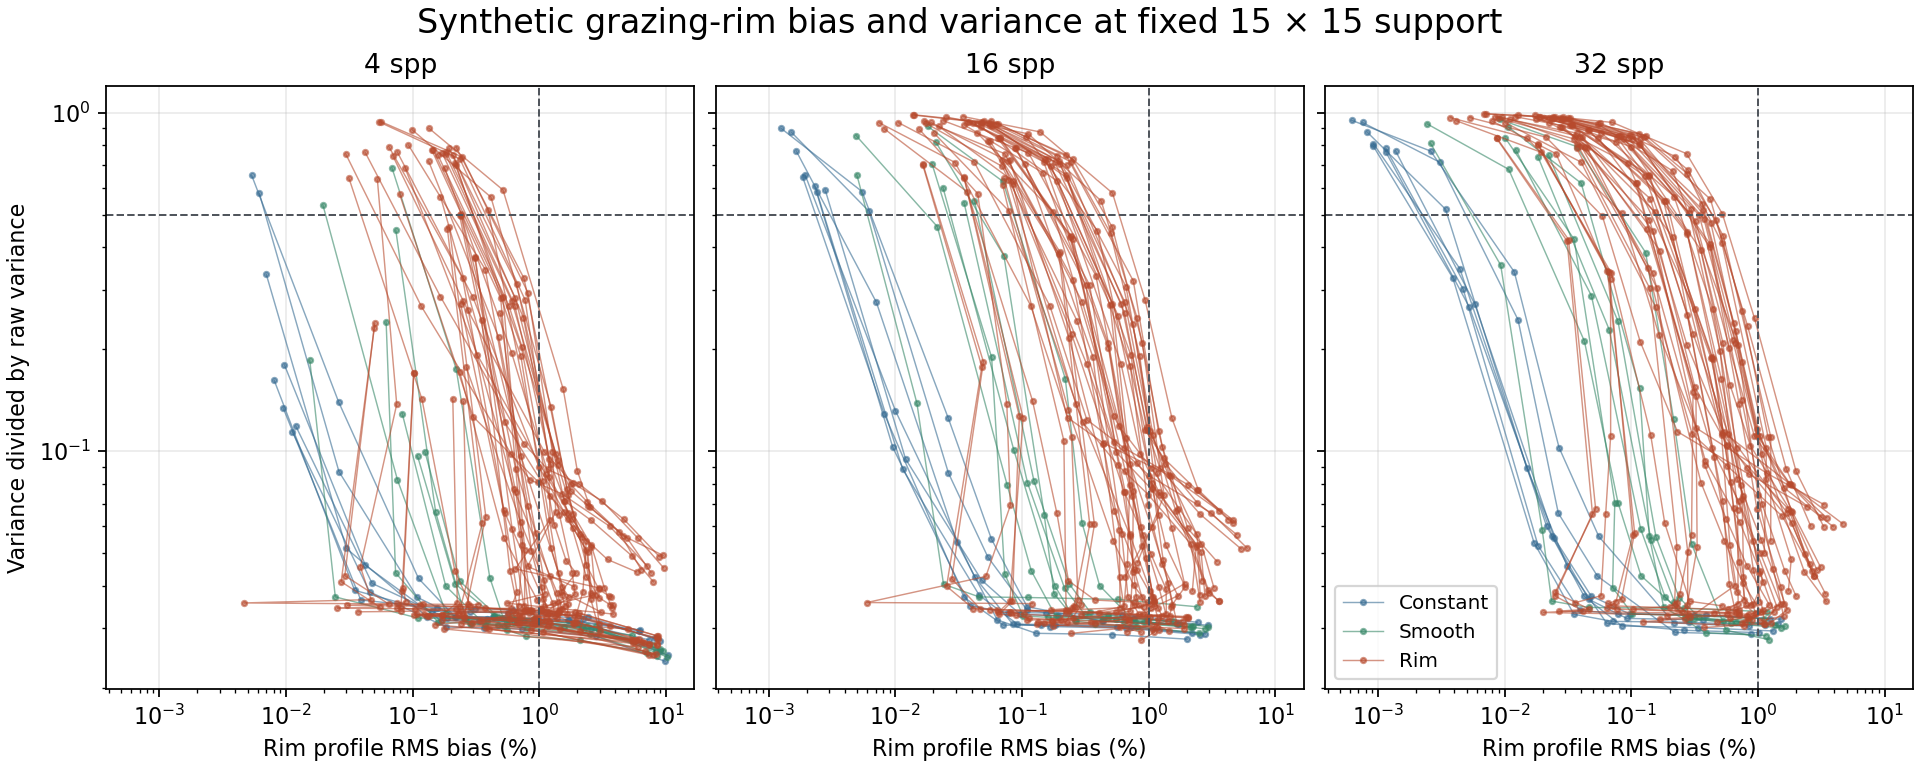 Synthetic grazing-rim bias and variance at fixed 15 × 15 support
4 spp
16 spp
32 spp
Variance divided by raw variance
10⁰
10⁻¹
10⁻³ 10⁻² 10⁻¹ 10⁰ 10¹
10⁻³ 10⁻² 10⁻¹ 10⁰ 10¹
10⁻³ 10⁻² 10⁻¹ 10⁰ 10¹
Rim profile RMS bias (%)
Rim profile RMS bias (%)
Rim profile RMS bias (%)
Constant
Smooth
Rim